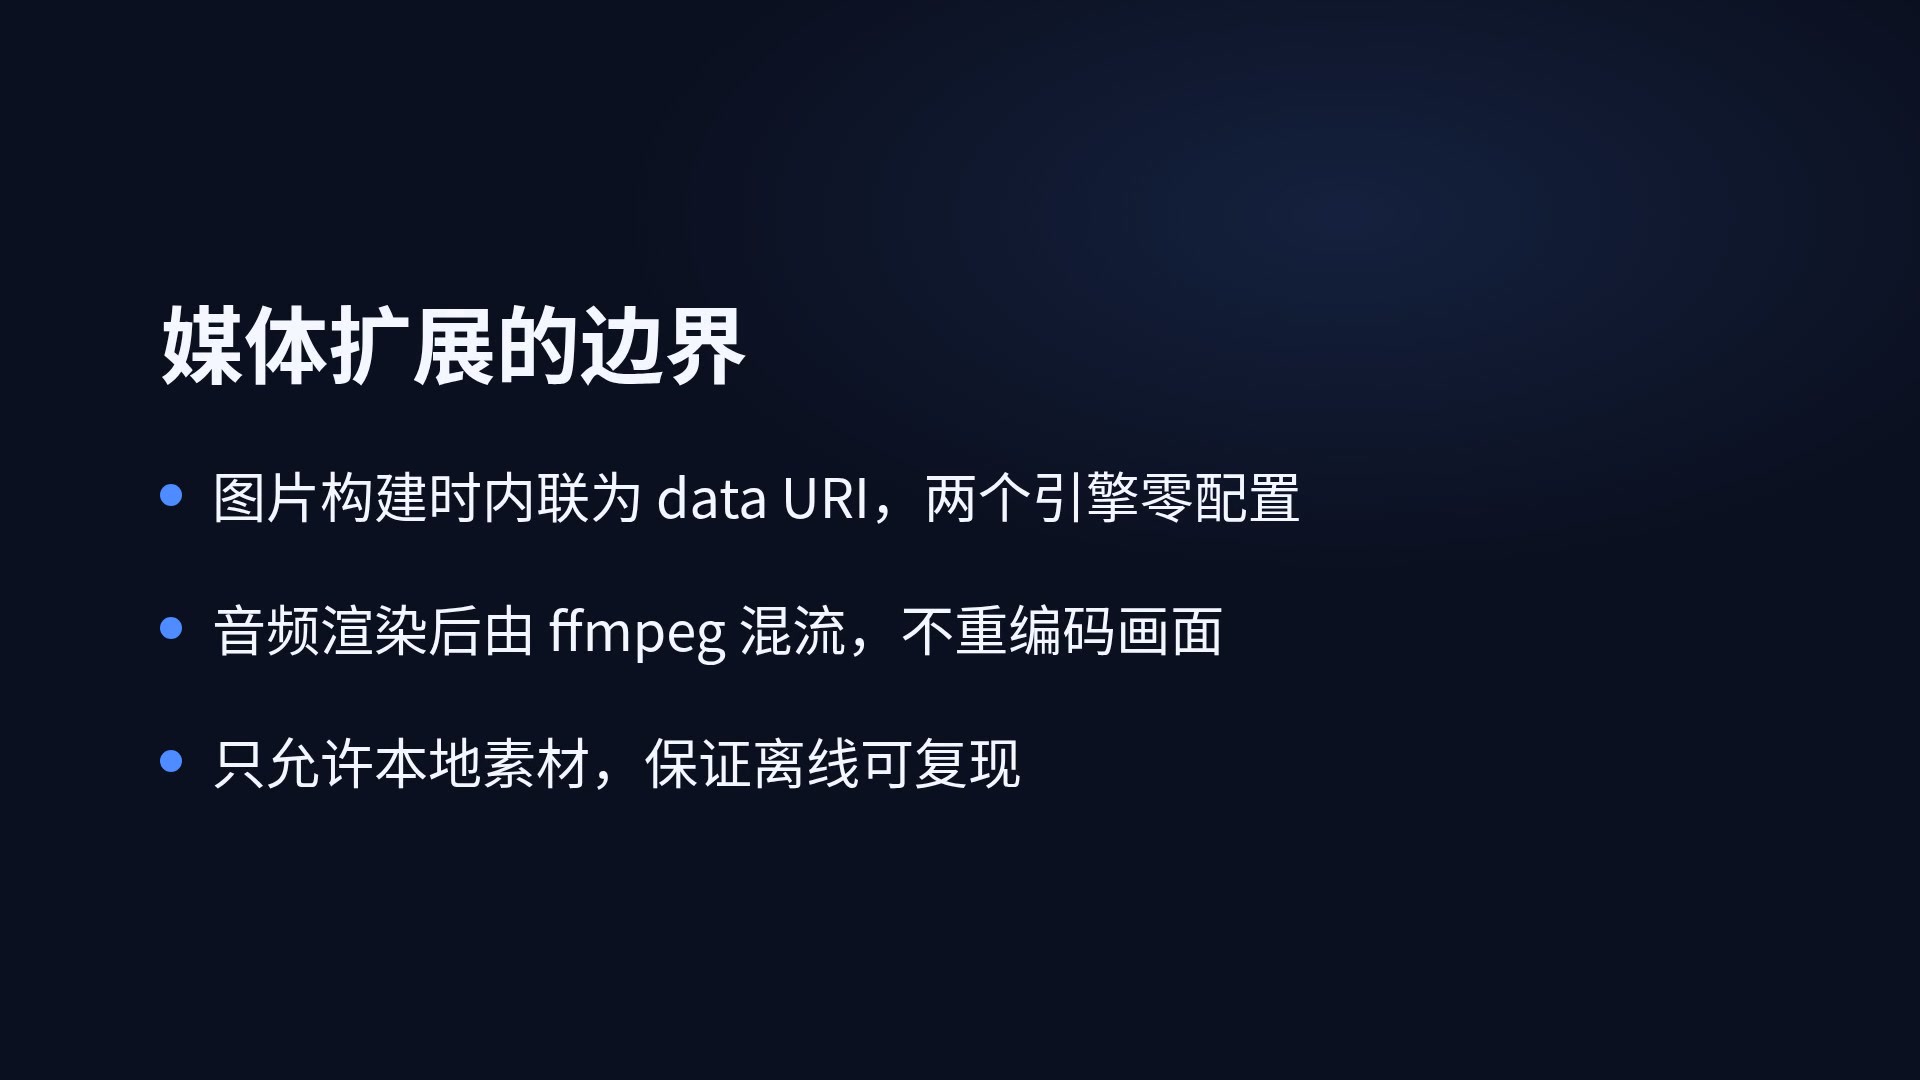 媒体扩展的边界
图片构建时内联为 data URI，两个引擎零配置
音频渲染后由 ffmpeg 混流，不重编码画面
只允许本地素材，保证离线可复现